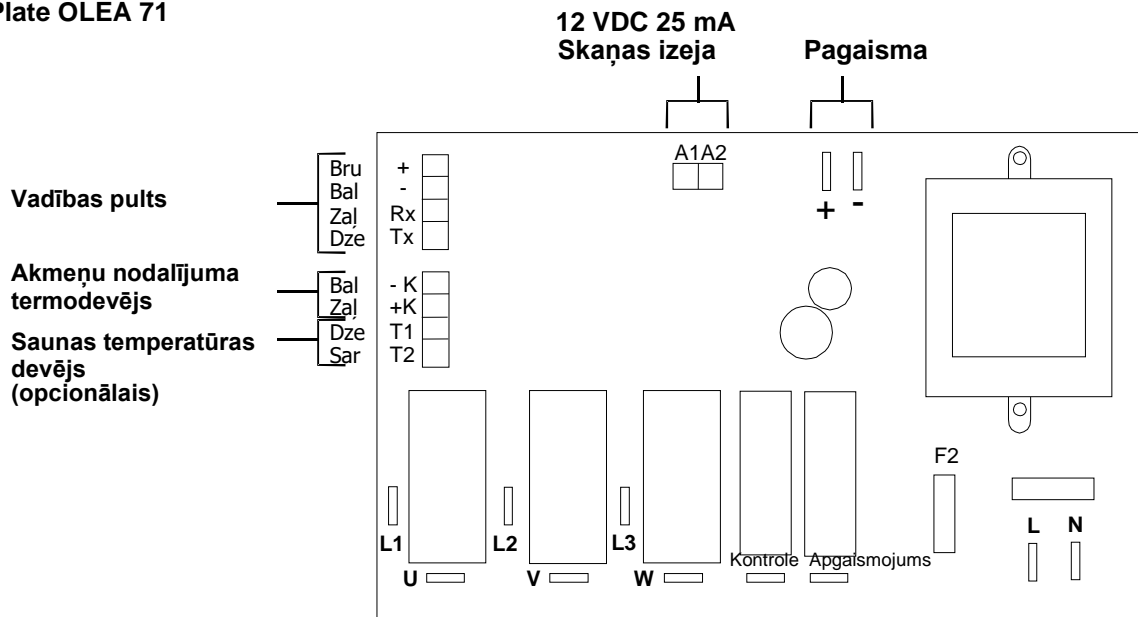 Plate OLEA 71
12 VDC 25 mA
Skaņas izeja
Pagaisma
A1A2
+ -
Vadības pults
Bru +
Bal -
Zaļ Rx
Dze Tx
Akmeņu nodalījuma
termodevējs
Bal - K
Zaļ +K
Saunas temperatūras
devējs
(opcionālais)
Dze T1
Sar T2
F2
L1 L2 L3
L N
Kontrole Apgaismojums
U V W